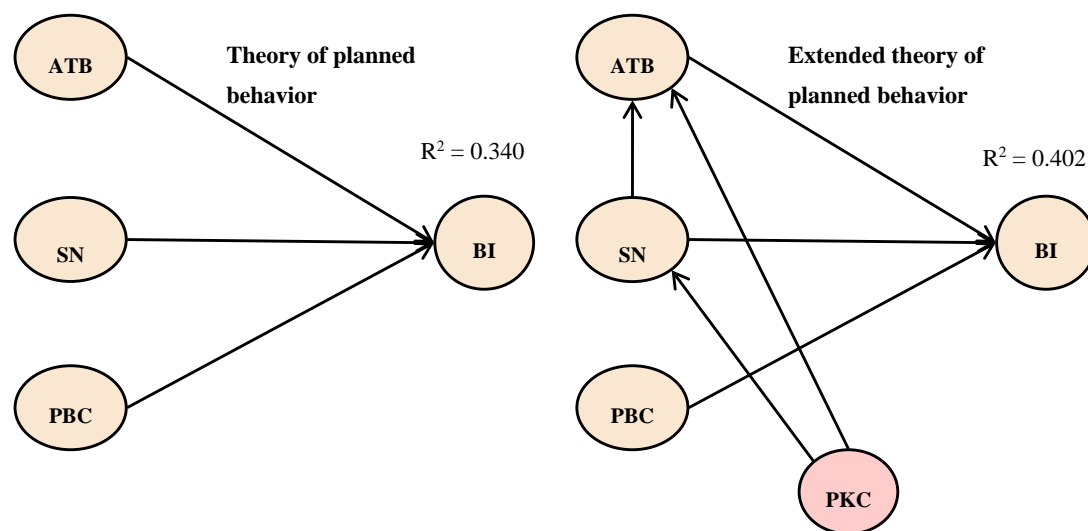 ATB
Theory of planned
behavior
R² = 0.340
SN
BI
PBC
ATB
Extended theory of
planned behavior
R² = 0.402
SN
BI
PBC
PKC